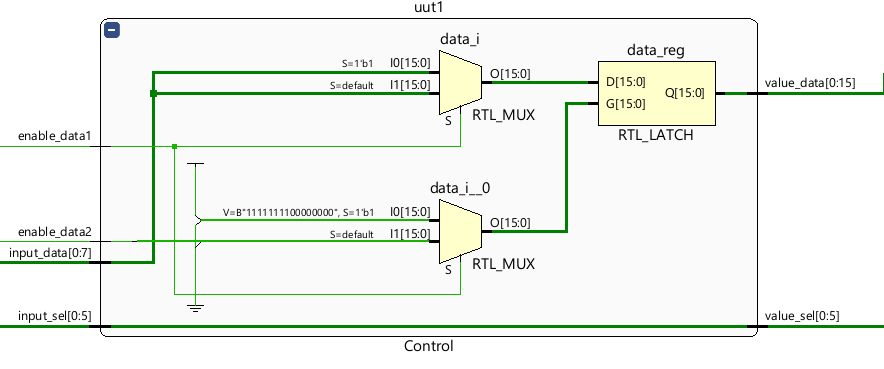 uut1
data_i
S=1'b1 I0[15:0]
S=default I1[15:0]
O[15:0]
S
RTL_MUX
data_reg
D[15:0]
G[15:0]
Q[15:0]
RTL_LATCH
value_data[0:15]
enable_data1
data_i__0
V=B"1111111100000000", S=1'b1 I0[15:0]
S=default I1[15:0]
O[15:0]
S
RTL_MUX
enable_data2
input_data[0:7]
input_sel[0:5]
value_sel[0:5]
Control